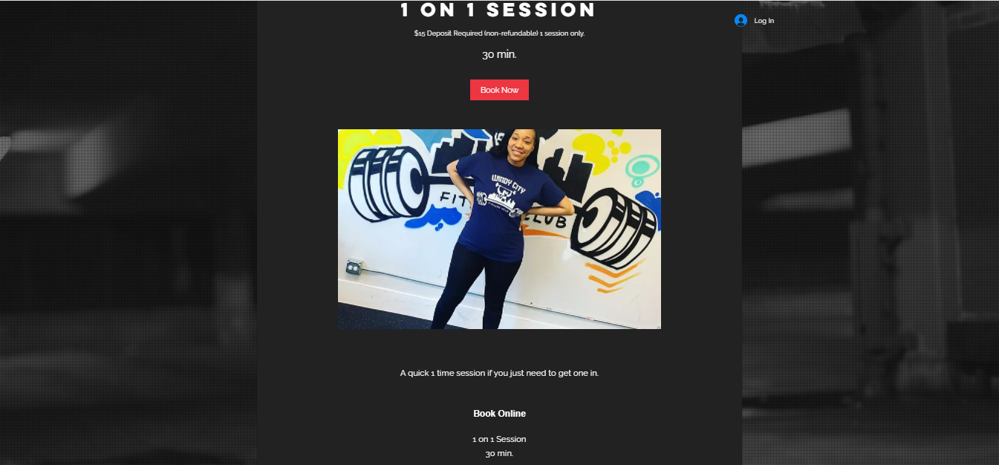 1 ON 1 SESSION
Log In
$15 Deposit Required (non-refundable) 1 session only.
30 min.
Book Now
WINDY CITY
FIT
CLUB
A quick 1 time session if you just need to get one in.
Book Online
1 on 1 Session
30 min.